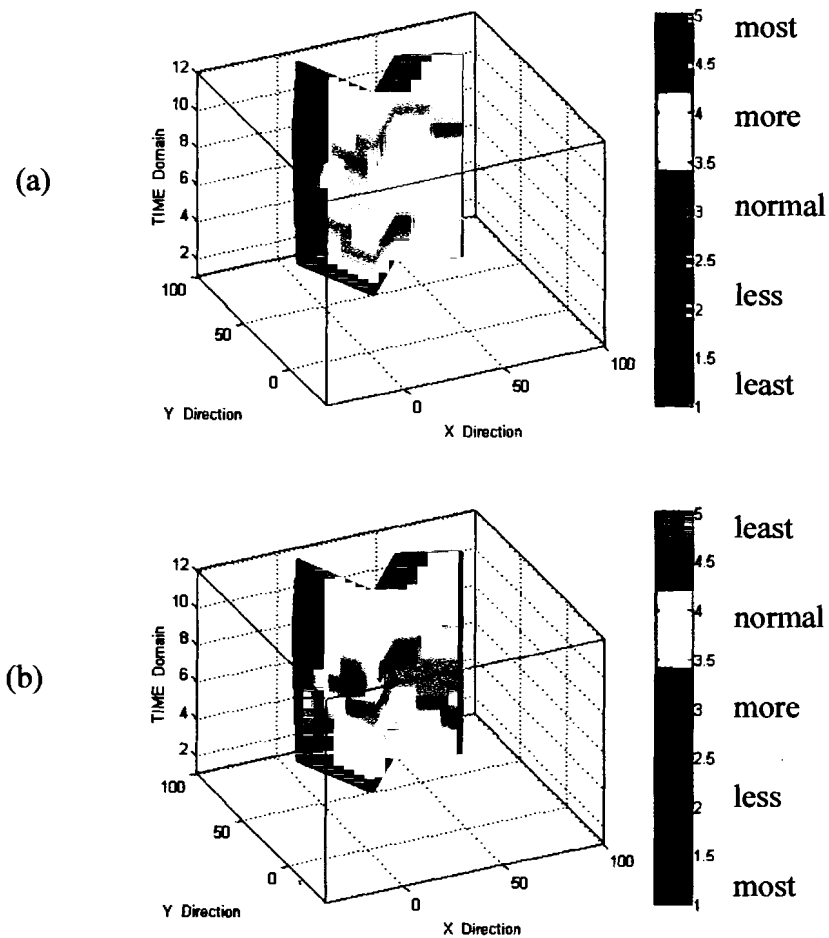 (a)
TIME Domain
12
10
8
6
4
2
100
50
0
Y Direction
0
50
100
X Direction
5
4.5
4
3.5
3
2.5
2
1.5
1
most
more
normal
less
least
(b)
TIME Domain
12
10
8
6
4
2
100
50
0
Y Direction
0
50
100
X Direction
5
4.5
4
3.5
3
2.5
2
1.5
1
least
normal
more
less
most